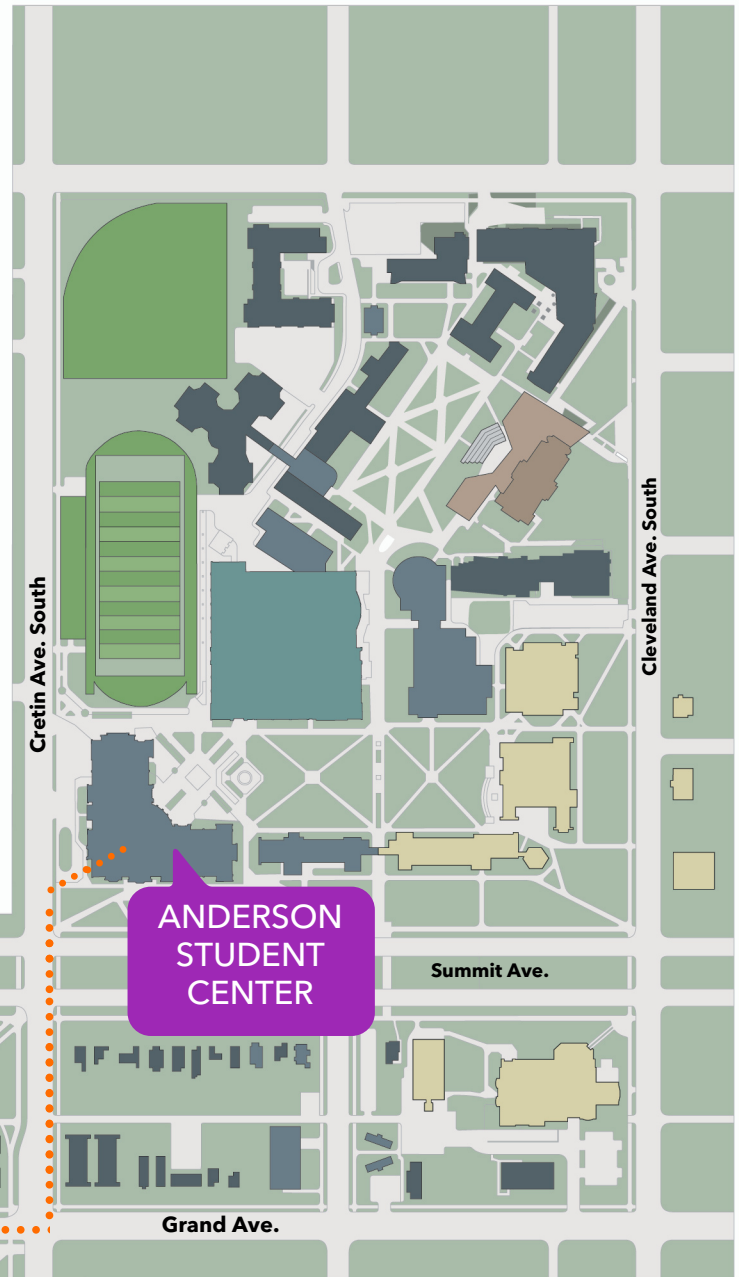 Cretin Ave. South
Cleveland Ave. South
ANDERSON
STUDENT
CENTER
Summit Ave.
Grand Ave.